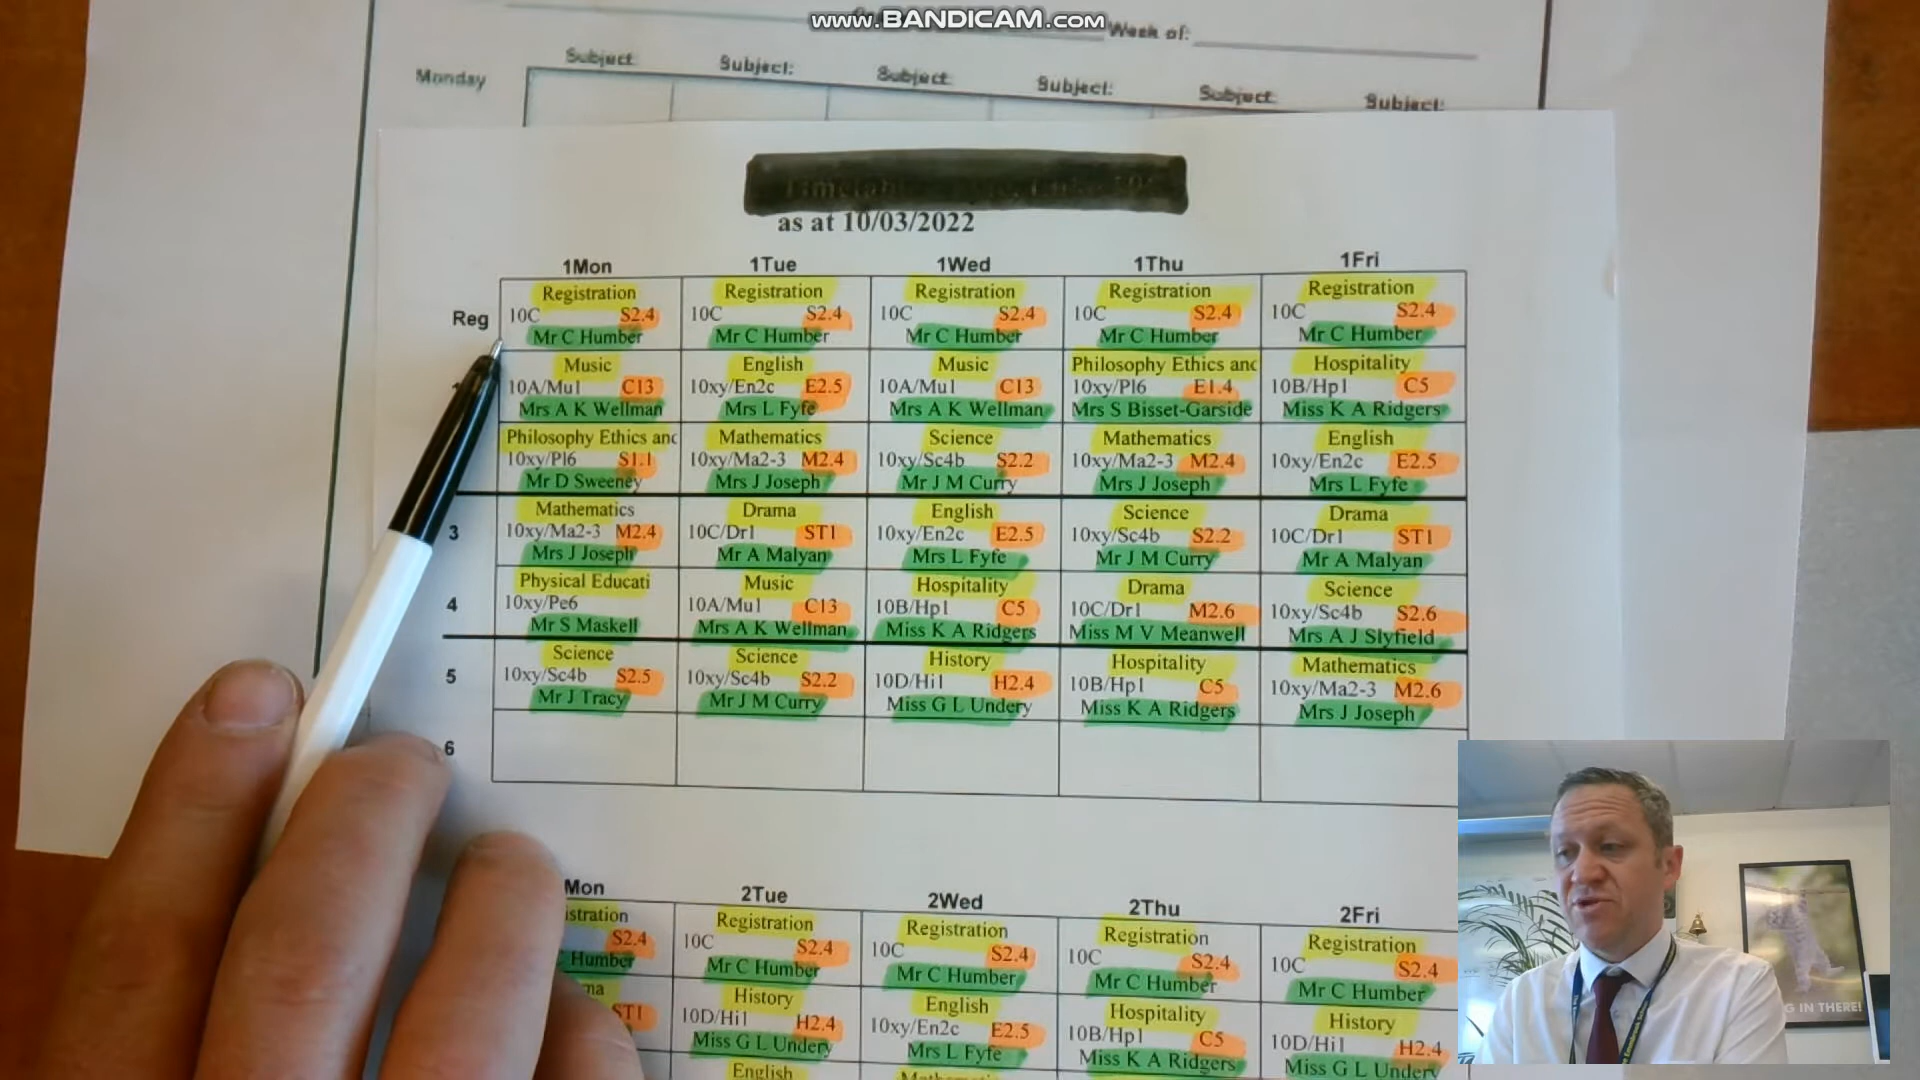 www.BANDICAM.com
Week of:
Subject: Subject: Subject: Subject: Subject: Subject:
Monday
as at 10/03/2022
1Mon 1Tue 1Wed 1Thu 1Fri
Registration Registration Registration Registration Registration
Reg 10C S2.4 10C S2.4 10C S2.4 10C S2.4 10C S2.4
Mr C Humber Mr C Humber Mr C Humber Mr C Humber Mr C Humber
Music English Music Philosophy Ethics and Hospitality
10A/Mu1 C13 10xy/En2c E2.5 10A/Mu1 C13 10xy/Pl6 E1.4 10B/Hp1 C5
Mrs A K Wellman Mrs L Fyfe Mrs A K Wellman Mrs S Bisset-Garside Miss K A Ridgers
Philosophy Ethics and Mathematics Science Mathematics English
10xy/Pl6 S1.1 10xy/Ma2-3 M2.4 10xy/Sc4b S2.2 10xy/Ma2-3 M2.4 10xy/En2c E2.5
Mr D Sweeney Mrs J Joseph Mr J M Curry Mrs J Joseph Mrs L Fyfe
Mathematics Drama English Science Drama
3 10xy/Ma2-3 M2.4 10C/Dr1 ST1 10xy/En2c E2.5 10xy/Sc4b S2.2 10C/Dr1 ST1
Mrs J Joseph Mr A Malyan Mrs L Fyfe Mr J M Curry Mr A Malyan
Physical Educati Music Hospitality Drama Science
4 10xy/Pe6 10A/Mu1 C13 10B/Hp1 C5 10C/Dr1 M2.6 10xy/Sc4b S2.6
Mr S Maskell Mrs A K Wellman Miss K A Ridgers Miss M V Meanwell Mrs A J Slyfield
Science Science History Hospitality Mathematics
5 10xy/Sc4b S2.5 10xy/Sc4b S2.2 10D/Hi1 H2.4 10B/Hp1 C5 10xy/Ma2-3 M2.6
Mr J Tracy Mr J M Curry Miss G L Undery Miss K A Ridgers Mrs J Joseph
6
Mon 2Tue 2Wed 2Thu 2Fri
istration Registration Registration Registration Registration
S2.4 10C S2.4 10C S2.4 10C S2.4 10C S2.4
Humber Mr C Humber Mr C Humber Mr C Humber Mr C Humber
ma History English Hospitality History
ST1 10D/Hi1 H2.4 10xy/En2c E2.5 10B/Hp1 C5 10D/Hi1 H2.4
Miss G L Undery Mrs L Fyfe Miss K A Ridgers Miss G L Undery
English
G IN THERE!